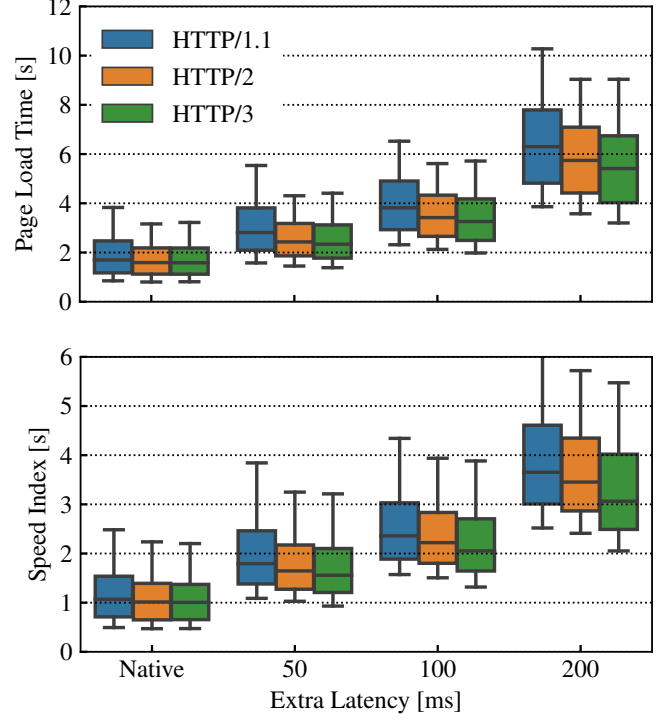 12
10
8
6
4
2
0
Page Load Time [s]
HTTP/1.1
HTTP/2
HTTP/3
6
5
4
3
2
1
0
Speed Index [s]
Native
50
100
200
Extra Latency [ms]